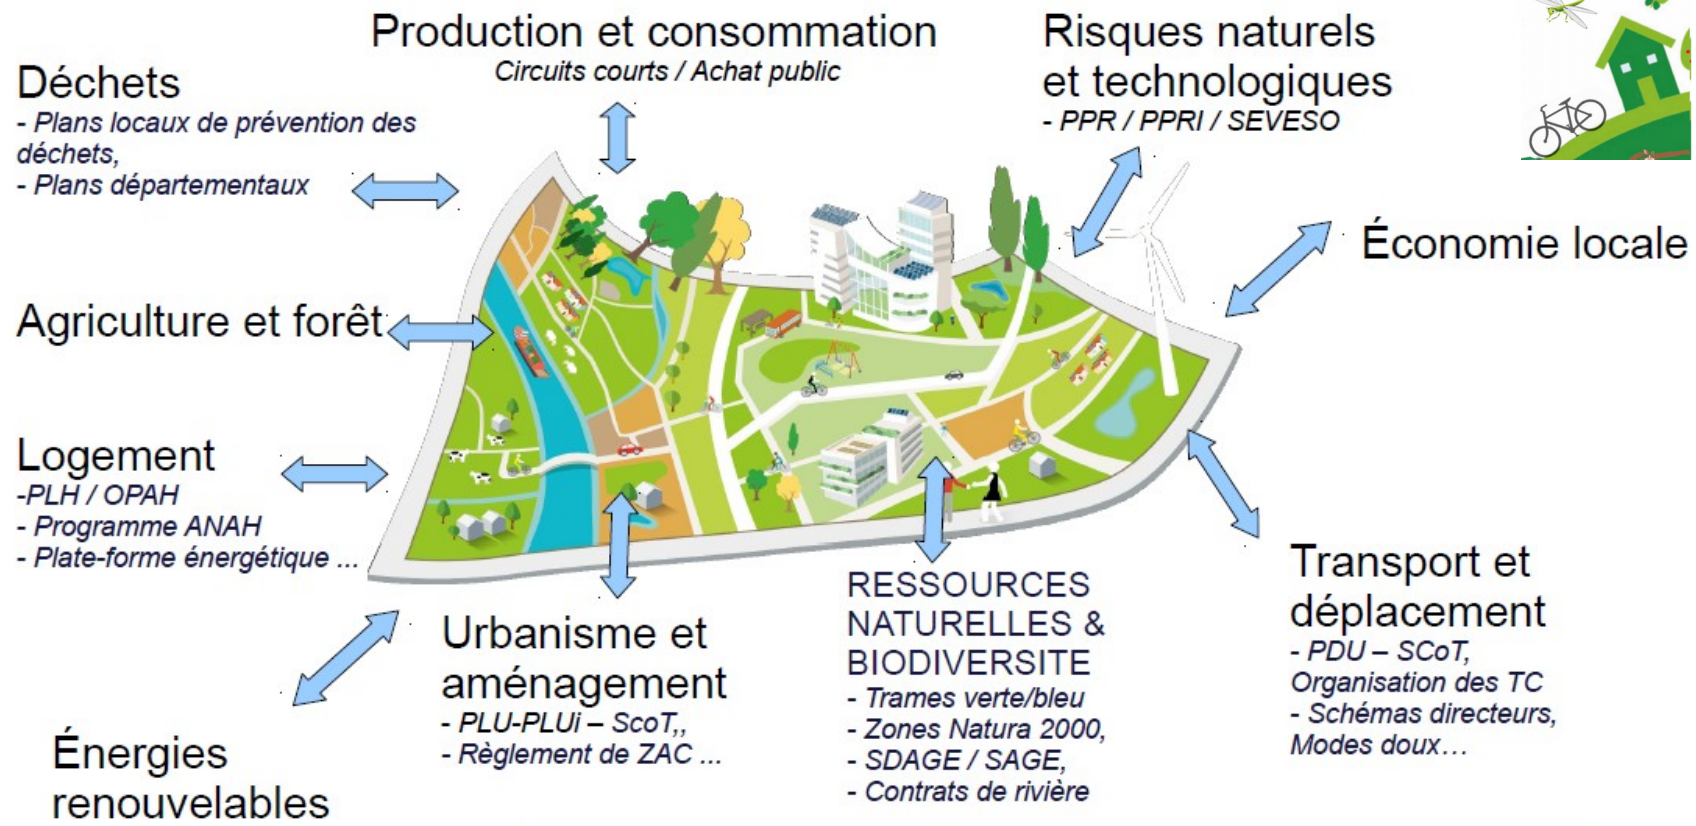 Production et consommation
Circuits courts / Achat public
Risques naturels
et technologiques
- PPR / PPRI / SEVESO
Déchets
- Plans locaux de prévention des
déchets,
- Plans départementaux
Économie locale
Agriculture et forêt
Logement
-PLH / OPAH
- Programme ANAH
- Plate-forme énergétique ...
Transport et
déplacement
- PDU – SCoT,
Organisation des TC
- Schémas directeurs,
Modes doux...
RESSOURCES
NATURELLES &
BIODIVERSITE
- Trames verte/bleu
- Zones Natura 2000,
- SDAGE / SAGE,
- Contrats de rivière
Urbanisme et
aménagement
- PLU-PLUi – ScoT,,
- Règlement de ZAC ...
Énergies
renouvelables